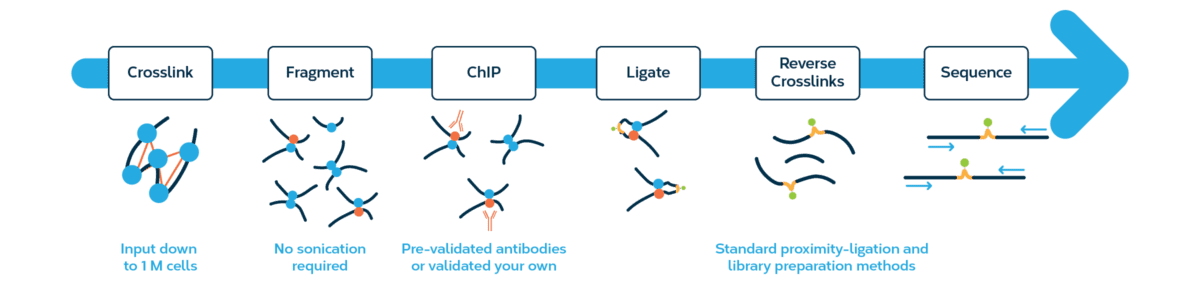 Crosslink
Fragment
ChIP
Ligate
Reverse
Crosslinks
Sequence
Input down
to 1 M cells
No sonication
required
Pre-validated antibodies
or validated your own
Standard proximity-ligation and
library preparation methods